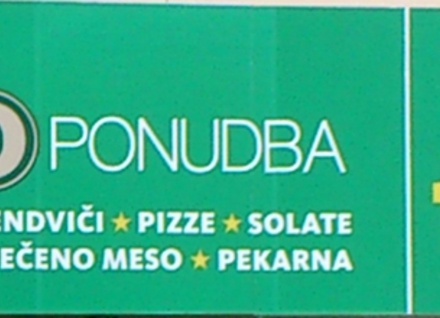 PONUDBA
ENDVIČI ★ PIZZE ★ SOLATE
EČENO MESO ★ PEKARNA